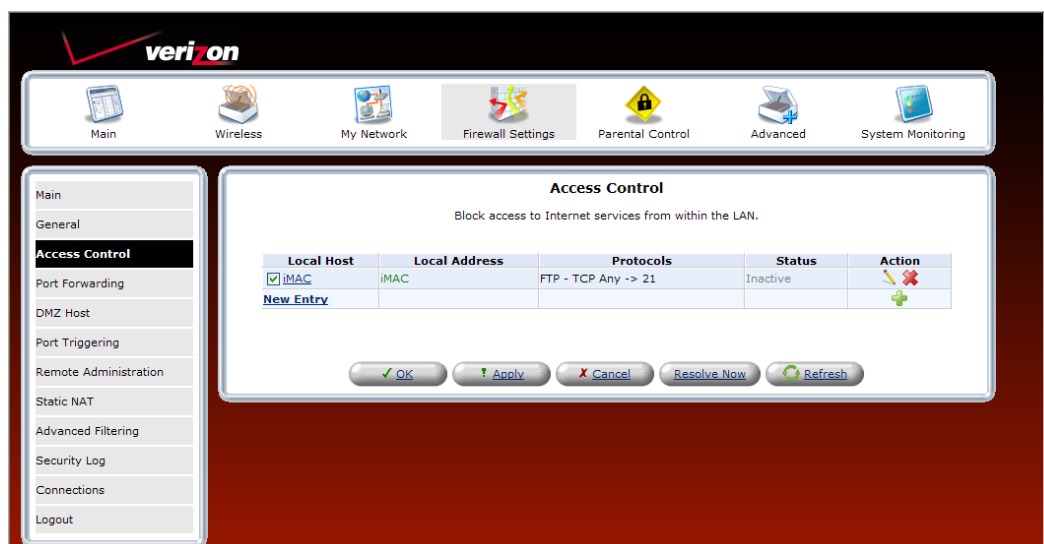 verizon
Main Wireless My Network Firewall Settings Parental Control Advanced System Monitoring
Main
General
Access Control
Port Forwarding
DMZ Host
Port Triggering
Remote Administration
Static NAT
Advanced Filtering
Security Log
Connections
Logout
Access Control
Block access to Internet services from within the LAN.
Local Host Local Address Protocols Status Action
iMAC iMAC FTP - TCP Any -> 21 Inactive
New Entry
OK Apply Cancel Resolve Now Refresh